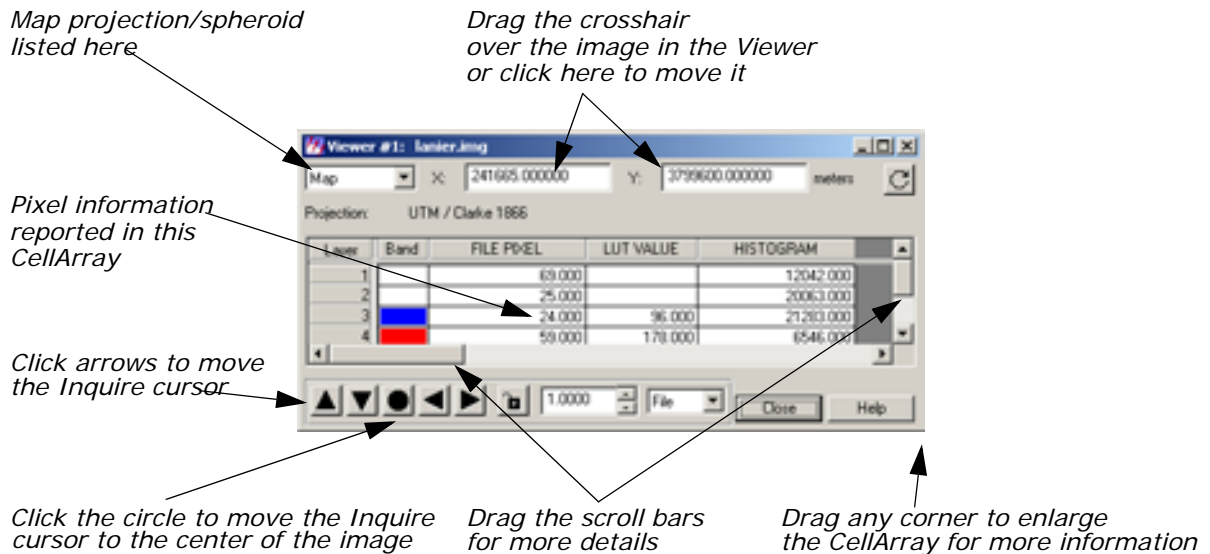 Map projection/spheroid
listed here
Drag the crosshair
over the image in the Viewer
or click here to move it
Viewer #1: lanier.img
Map X: 241665.000000 Y: 3799600.000000 meters
Projection: UTM / Clarke 1866
Pixel information
reported in this
CellArray
Layer Band FILE PIXEL LUT VALUE HISTOGRAM
1 69.000 12042.000
2 25.000 20063.000
3 24.000 96.000 21283.000
4 59.000 178.000 6546.000
Click arrows to move
the Inquire cursor
1.0000 File Close Help
Click the circle to move the Inquire
cursor to the center of the image
Drag the scroll bars
for more details
Drag any corner to enlarge
the CellArray for more information